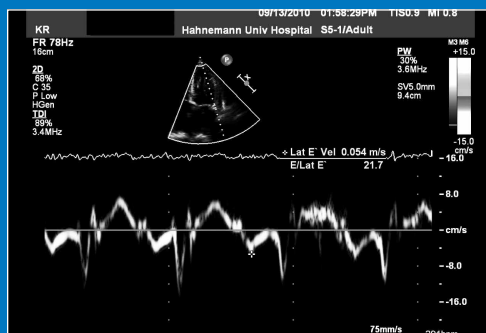 09/13/2010 01:58:29PM TIS0.9 MI 0.8
KR Hahnemann Univ Hospital S5-1/Adult
FR 78Hz
16cm
2D
68%
C 35
P Low
HGen
TDI
89%
3.4MHz
P
PW
30%
3.6MHz
SV5.0mm
9.4cm
M3 M6
+15.0
-15.0
cm/s
Lat E` Vel 0.054 m/s
E/Lat E` 21.7
-16.0
-8.0
cm/s
-8.0
-16.0
75mm/s